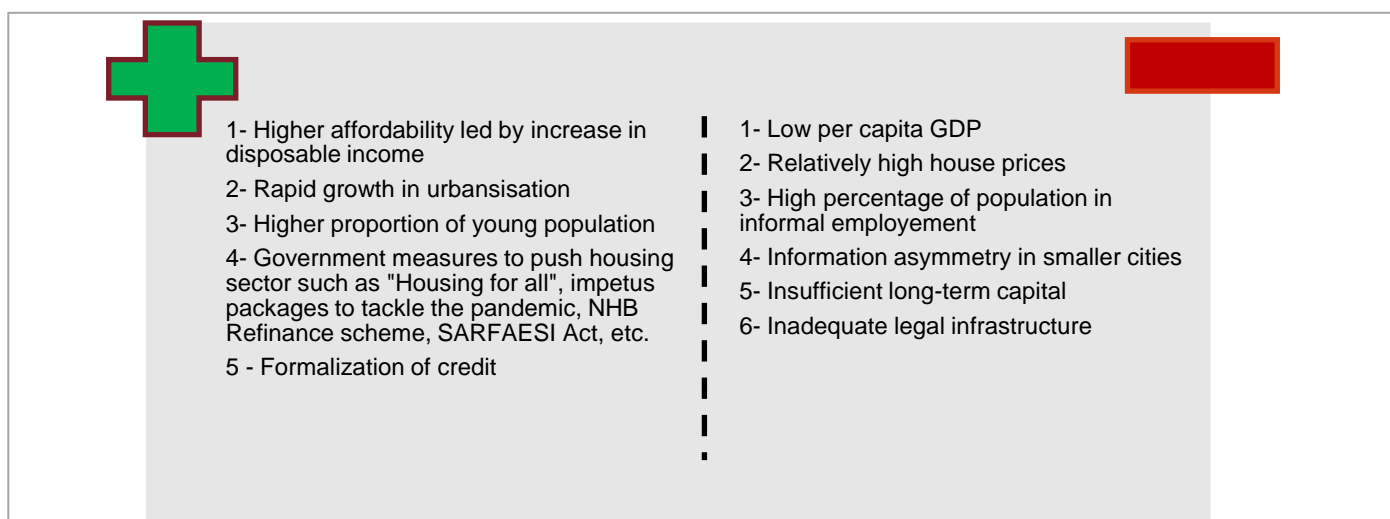 1- Higher affordability led by increase in
disposable income
2- Rapid growth in urbansisation
3- Higher proportion of young population
4- Government measures to push housing
sector such as "Housing for all", impetus
packages to tackle the pandemic, NHB
Refinance scheme, SARFAESI Act, etc.
5 - Formalization of credit
1- Low per capita GDP
2- Relatively high house prices
3- High percentage of population in
informal employement
4- Information asymmetry in smaller cities
5- Insufficient long-term capital
6- Inadequate legal infrastructure